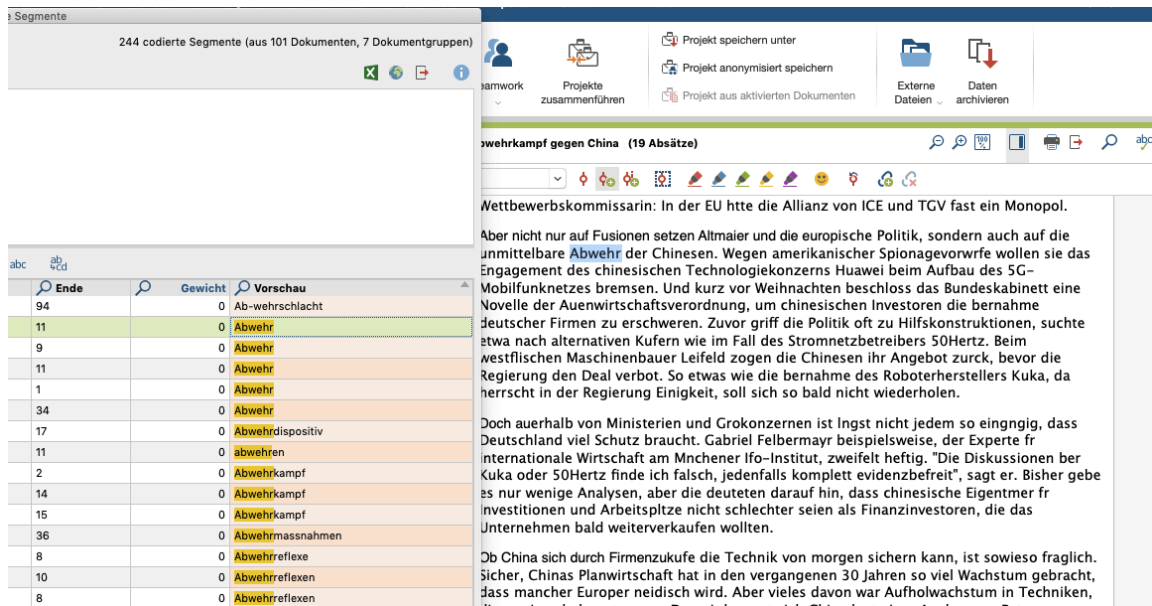 e Segmente
244 codierte Segmente (aus 101 Dokumenten, 7 Dokumentgruppen)
abc
Ende Gewicht Vorschau
94 0 Ab-wehrschlacht
11 0 Abwehr
9 0 Abwehr
11 0 Abwehr
1 0 Abwehr
34 0 Abwehr
17 0 Abwehrdispositiv
11 0 abwehren
2 0 Abwehrkampf
14 0 Abwehrkampf
15 0 Abwehrkampf
36 0 Abwehrmassnahmen
8 0 Abwehrreflexe
10 0 Abwehrreflexen
8 0 Abwehrreflexen
eamwork
Projekte
zusammenführen
Projekt speichern unter
Projekt anonymisiert speichern
Projekt aus aktivierten Dokumenten
Externe
Dateien
Daten
archivieren
bwehrkampf gegen China (19 Absätze)
abc
Wettbewerbskommissarin: In der EU htte die Allianz von ICE und TGV fast ein Monopol.
Aber nicht nur auf Fusionen setzen Altmaier und die europische Politik, sondern auch auf die
unmittelbare Abwehr der Chinesen. Wegen amerikanischer Spionagevorwrfe wollen sie das
Engagement des chinesischen Technologiekonzerns Huawei beim Aufbau des 5G-
Mobilfunknetzes bremsen. Und kurz vor Weihnachten beschloss das Bundeskabinett eine
Novelle der Auenwirtschaftsverordnung, um chinesischen Investoren die bernahme
deutscher Firmen zu erschweren. Zuvor griff die Politik oft zu Hilfskonstruktionen, suchte
etwa nach alternativen Kufern wie im Fall des Stromnetzbetreibers 50Hertz. Beim
westflischen Maschinenbauer Leifeld zogen die Chinesen ihr Angebot zurck, bevor die
Regierung den Deal verbot. So etwas wie die bernahme des Roboterherstellers Kuka, da
herrscht in der Regierung Einigkeit, soll sich so bald nicht wiederholen.
Doch auerhalb von Ministerien und Grokonzernen ist lngst nicht jedem so eingngig, dass
Deutschland viel Schutz braucht. Gabriel Felbermayr beispielsweise, der Experte fr
internationale Wirtschaft am Mnchener Ifo-Institut, zweifelt heftig. "Die Diskussionen ber
Kuka oder 50Hertz finde ich falsch, jedenfalls komplett evidenzbefreit", sagt er. Bisher gebe
es nur wenige Analysen, aber die deuteten darauf hin, dass chinesische Eigentmer fr
Investitionen und Arbeitspltze nicht schlechter seien als Finanzinvestoren, die das
Unternehmen bald weiterverkaufen wollten.
Ob China sich durch Firmenzukufe die Technik von morgen sichern kann, ist sowieso fraglich.
Sicher, Chinas Planwirtschaft hat in den vergangenen 30 Jahren so viel Wachstum gebracht,
dass mancher Europer neidisch wird. Aber vieles davon war Aufholwachstum in Techniken,